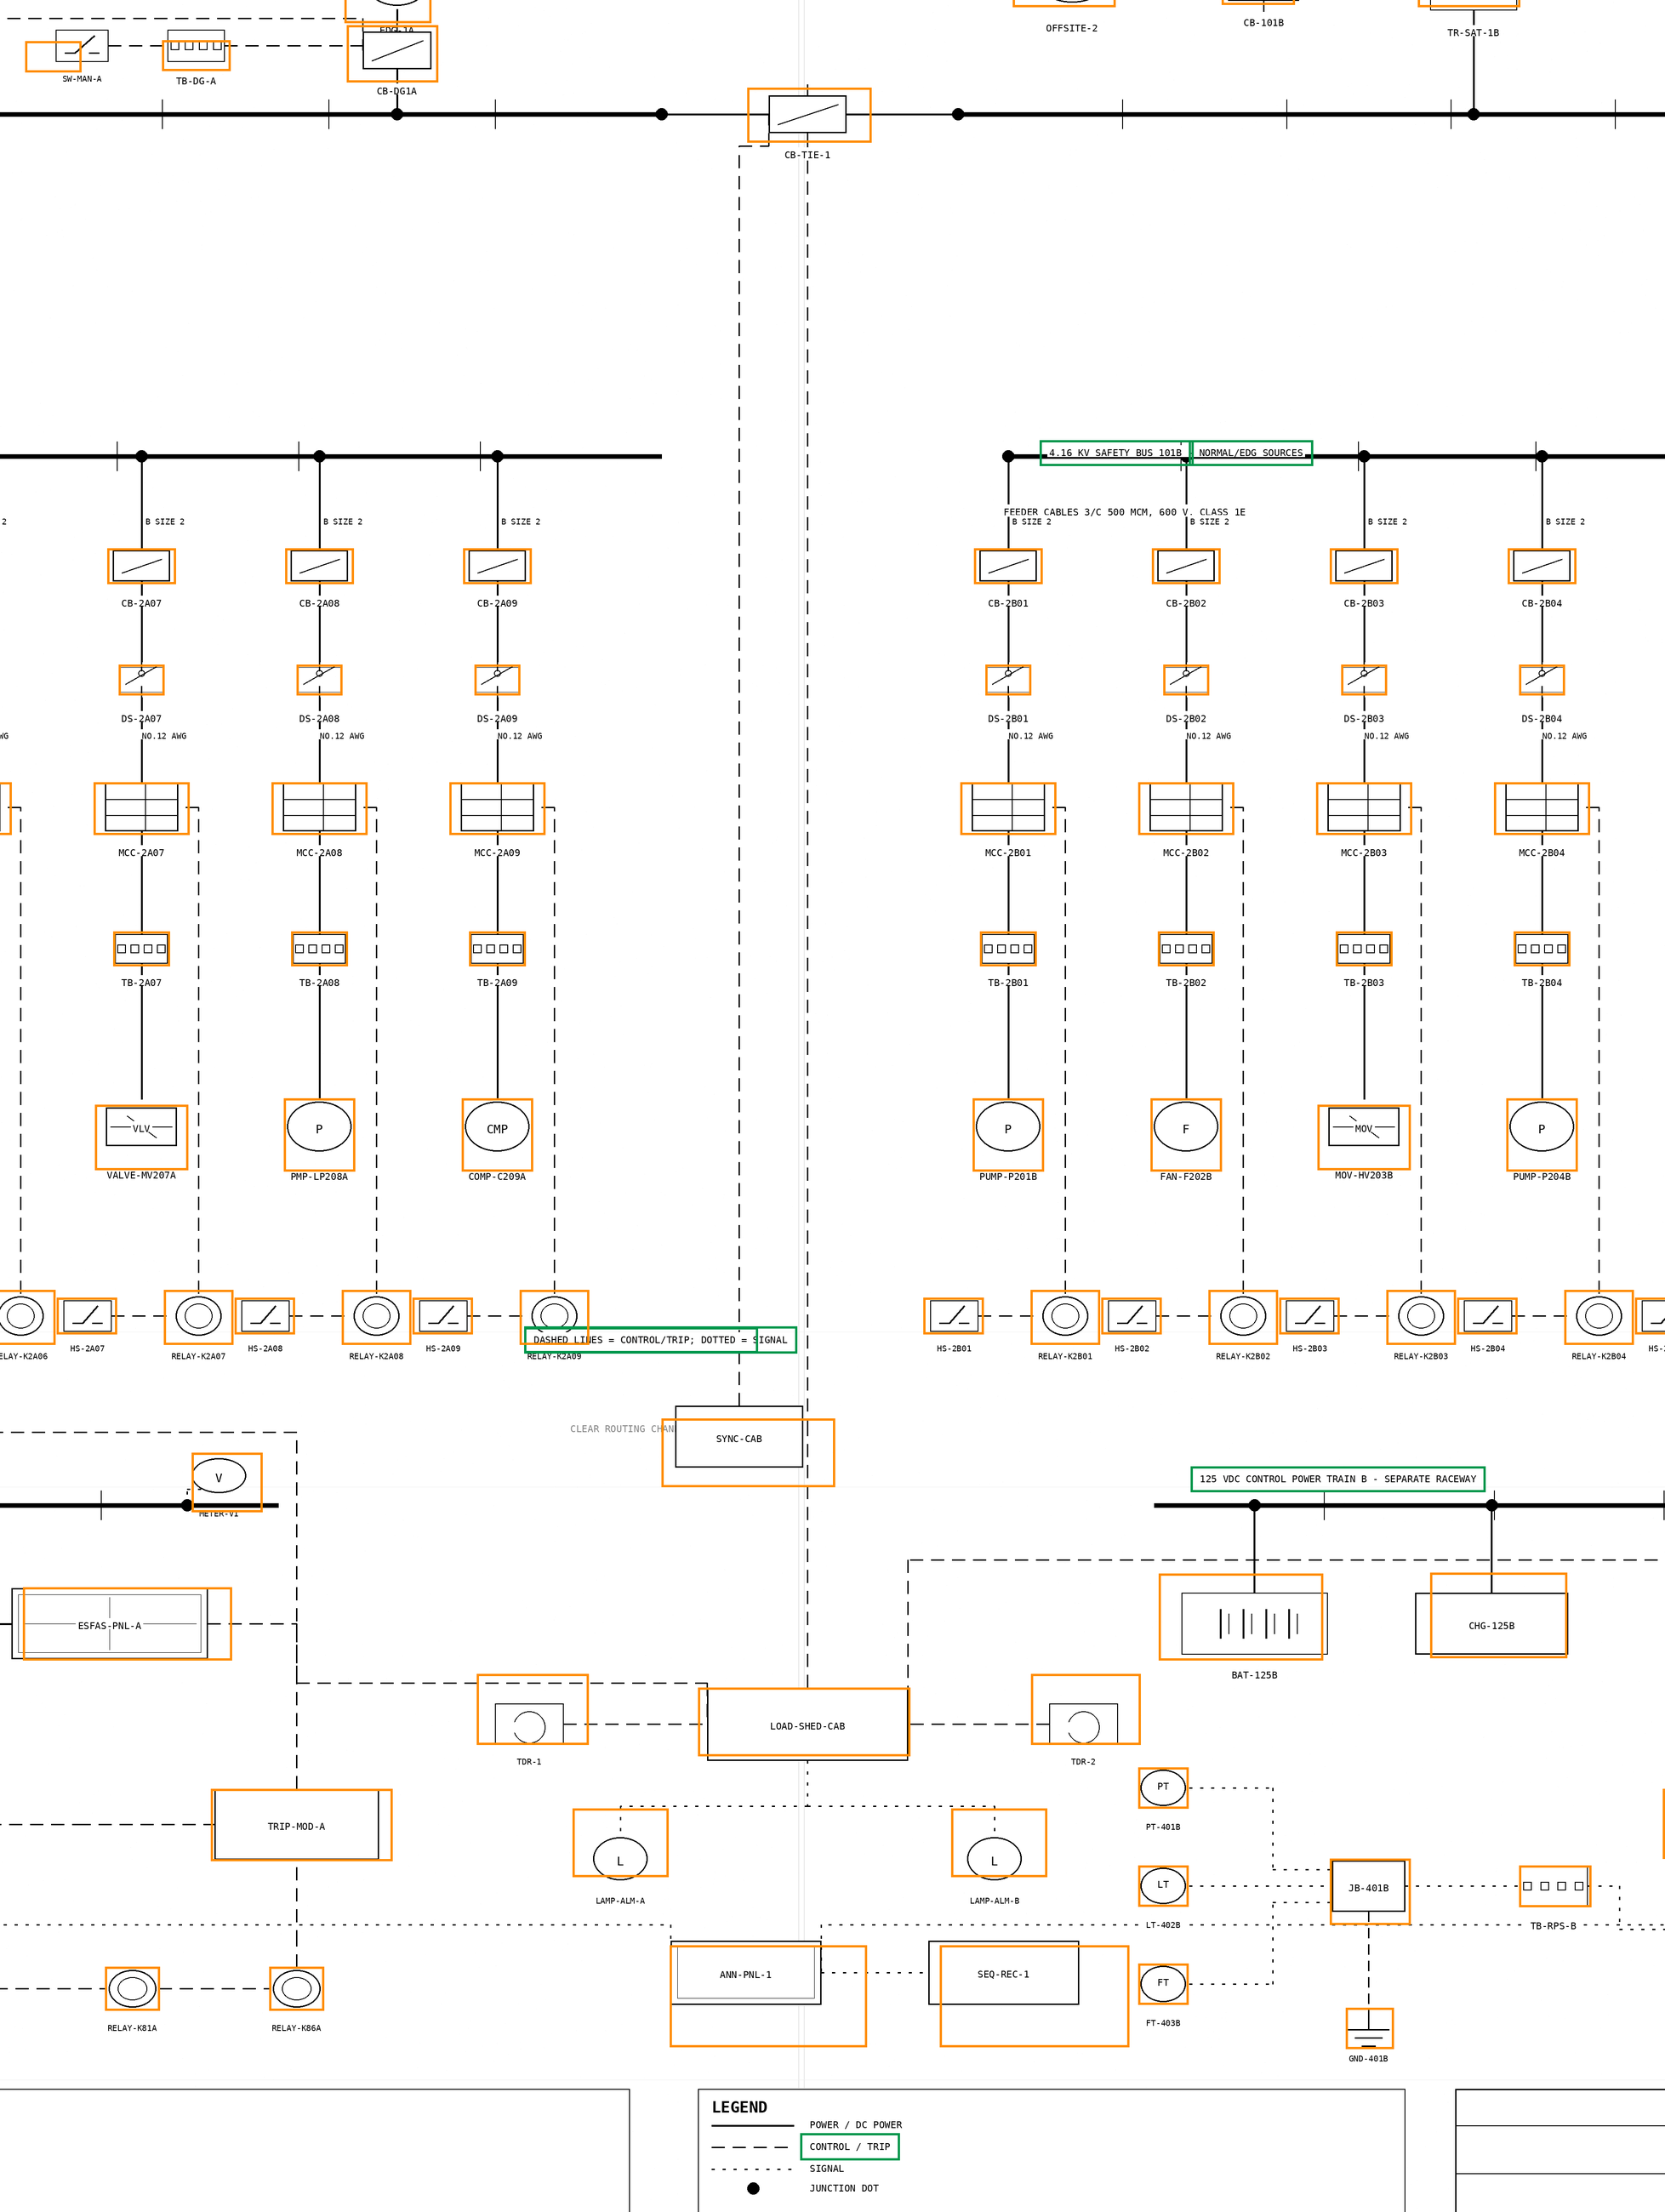 EDG-1A
OFFSITE-2
CB-101B
TR-SAT-1B
SW-MAN-A
TB-DG-A
CB-DG1A
CB-TIE-1
4.16 KV SAFETY BUS 101B
NORMAL/EDG SOURCES
FEEDER CABLES 3/C 500 MCM, 600 V. CLASS 1E
2
B SIZE 2
B SIZE 2
B SIZE 2
B SIZE 2
B SIZE 2
B SIZE 2
B SIZE 2
CB-2A07
CB-2A08
CB-2A09
CB-2B01
CB-2B02
CB-2B03
CB-2B04
DS-2A07
DS-2A08
DS-2A09
DS-2B01
DS-2B02
DS-2B03
DS-2B04
WG
NO.12 AWG
NO.12 AWG
NO.12 AWG
NO.12 AWG
NO.12 AWG
NO.12 AWG
NO.12 AWG
MCC-2A07
MCC-2A08
MCC-2A09
MCC-2B01
MCC-2B02
MCC-2B03
MCC-2B04
TB-2A07
TB-2A08
TB-2A09
TB-2B01
TB-2B02
TB-2B03
TB-2B04
VLV
P
CMP
P
F
MOV
P
VALVE-MV207A
PMP-LP208A
COMP-C209A
PUMP-P201B
FAN-F202B
MOV-HV203B
PUMP-P204B
DASHED LINES = CONTROL/TRIP; DOTTED = SIGNAL
ELAY-K2A06
HS-2A07
RELAY-K2A07
HS-2A08
RELAY-K2A08
HS-2A09
RELAY-K2A09
HS-2B01
RELAY-K2B01
HS-2B02
RELAY-K2B02
HS-2B03
RELAY-K2B03
HS-2B04
RELAY-K2B04
HS-
CLEAR ROUTING CHAN
SYNC-CAB
V
METER-V1
125 VDC CONTROL POWER TRAIN B - SEPARATE RACEWAY
ESFAS-PNL-A
CHG-125B
BAT-125B
LOAD-SHED-CAB
TDR-1
TDR-2
PT
PT-401B
TRIP-MOD-A
L
L
LAMP-ALM-A
LAMP-ALM-B
LT
LT-402B
JB-401B
TB-RPS-B
ANN-PNL-1
SEQ-REC-1
FT
FT-403B
RELAY-K81A
RELAY-K86A
GND-401B
LEGEND
POWER / DC POWER
CONTROL / TRIP
SIGNAL
JUNCTION DOT